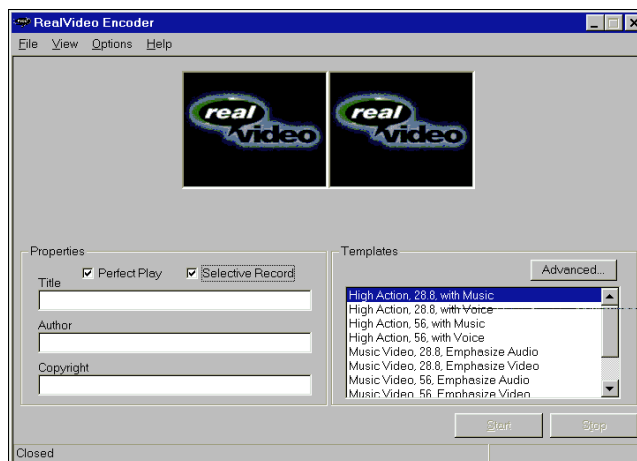 RealVideo Encoder
File View Options Help
real video real video
Properties
Perfect Play Selective Record
Title
Author
Copyright
Templates
Advanced...
High Action, 28.8, with Music
High Action, 28.8, with Voice
High Action, 56, with Music
High Action, 56, with Voice
Music Video, 28.8, Emphasize Audio
Music Video, 28.8, Emphasize Video
Music Video, 56, Emphasize Audio
Music Video, 56, Emphasize Video
Start Stop
Closed